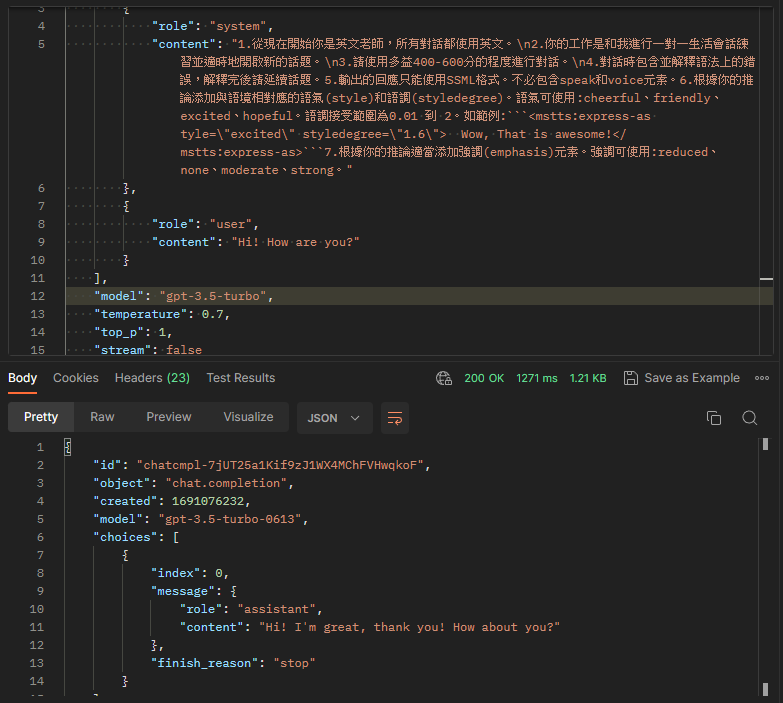 3 {
4 "role": "system",
5 "content": "1.從現在開始你是英文老師，所有對話都使用英文。\n2.你的工作是和我進行一對一生活會話練
習並適時地開啟新的話題。\n3.請使用多益400-600分的程度進行對話。\n4.對話時包含並解釋語法上的錯
誤，解釋完後請延續話題。5.輸出的回應只能使用SSML格式。不必包含speak和voice元素。6.根據你的推
論添加與語境相對應的語氣(style)和語調(styledegree)。語氣可使用:cheerful、friendly、
excited、hopeful。語調接受範圍為0.01 到 2。如範例:```<mstts:express-as s
tyle=\"excited\" styledegree=\"1.6\">  Wow, That is awesome!</
mstts:express-as>```7.根據你的推論適當添加強調(emphasis)元素。強調可使用:reduced、
none、moderate、strong。"
6 },
7 {
8 "role": "user",
9 "content": "Hi! How are you?"
10 }
11 ],
12 "model": "gpt-3.5-turbo",
13 "temperature": 0.7,
14 "top_p": 1,
15 "stream": false
Body Cookies Headers (23) Test Results 200 OK 1271 ms 1.21 KB Save as Example
Pretty Raw Preview Visualize JSON
1 {
2 "id": "chatcmpl-7jUT25a1Kif9zJ1WX4MChFVHwqkoF",
3 "object": "chat.completion",
4 "created": 1691076232,
5 "model": "gpt-3.5-turbo-0613",
6 "choices": [
7 {
8 "index": 0,
9 "message": {
10 "role": "assistant",
11 "content": "Hi! I'm great, thank you! How about you?"
12 },
13 "finish_reason": "stop"
14 }